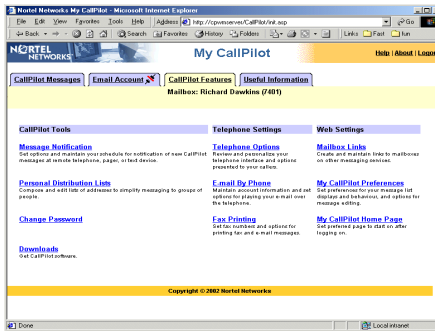 Nortel Networks My CallPilot - Microsoft Internet Explorer
File Edit View Favorites Tools Help Address http://cvpwmserver/CallPilot/init.asp Go
Back Search Favorites History Folders Links Fast fun
NORTEL NETWORKS
My CallPilot
Help | About | Logon
CallPilot Messages Email Account CallPilot Features Useful Information
Mailbox: Richard Dawkins (7401)
CallPilot Tools Telephone Settings Web Settings
Message Notification Telephone Options Mailbox Links
Set options and maintain your schedule for notification of new CallPilot Review and personalize your Create and maintain links to mailboxes
messages at remote telephone, pager, or text device. telephone interface and options on other messaging services.
presented to your callers.
Personal Distribution Lists E-mail By Phone My CallPilot Preferences
Compose and edit lists of addresses to simplify messaging to groups of Maintain account information and set Set preferences for your message list
people. options for playing your e-mail over displays and behaviour, and options for
the telephone. message editing.
Change Password Fax Printing My CallPilot Home Page
Set fax numbers and options for Set preferred page to start on after
printing fax and e-mail messages. logging on.
Downloads
Get CallPilot software.
Copyright © 2002 Nortel Networks
Done Local intranet